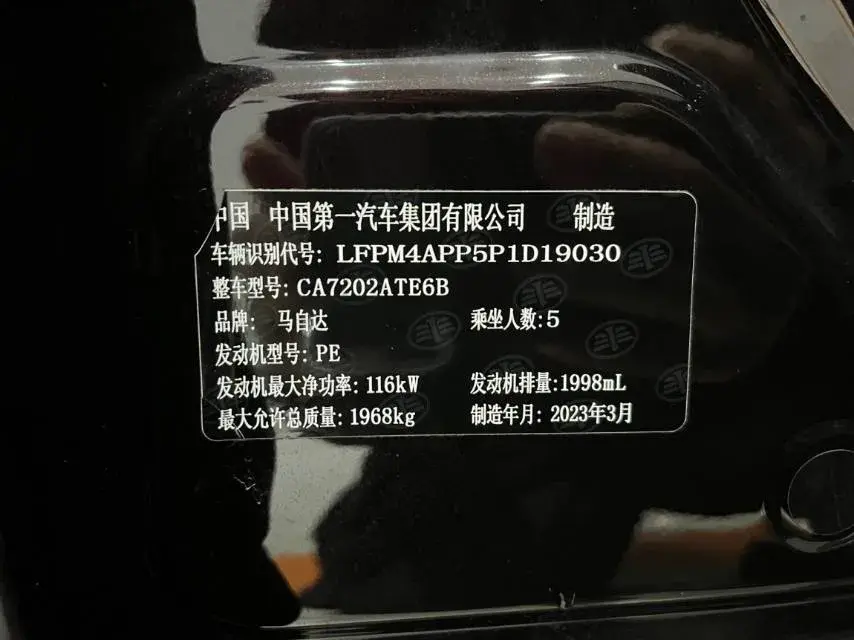 中国 中国第一汽车集团有限公司 制造
车辆识别代号: LFPM4APP5P1D19030
整车型号: CA7202ATE6B
品牌: 马自达 乘坐人数:5
发动机型号: PE
发动机最大净功率: 116kW 发动机排量:1998mL
最大允许总质量: 1968kg 制造年月: 2023年3月